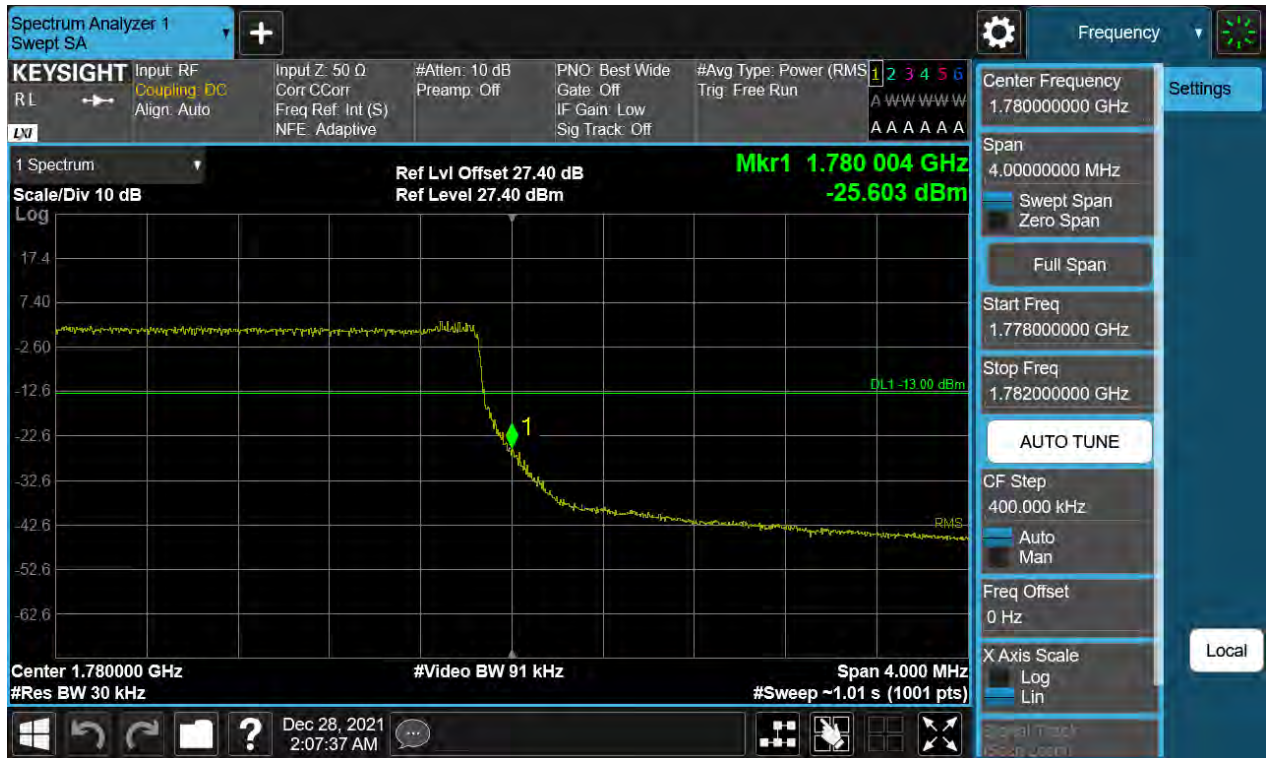 Spectrum Analyzer 1
Swept SA
+
Frequency
KEYSIGHT
RL
LXI
Input: RF
Coupling: DC
Align: Auto
Input Z: 50 Ω
Corr CCorr
Freq Ref: Int (S)
NFE: Adaptive
#Atten: 10 dB
Preamp: Off
PNO: Best Wide
Gate: Off
IF Gain: Low
Sig Track: Off
#Avg Type: Power (RMS
Trig: Free Run
1 2 3 4 5 6
A W W W W W
A A A A A A
1 Spectrum
Scale/Div 10 dB
Log
Ref Lvl Offset 27.40 dB
Ref Level 27.40 dBm
Mkr1 1.780 004 GHz
-25.603 dBm
17.4
7.40
-2.60
-12.6
-22.6
-32.6
-42.6
-52.6
-62.6
DL1 -13.00 dBm
1
RMS
Center 1.780000 GHz
#Res BW 30 kHz
#Video BW 91 kHz
Span 4.000 MHz
#Sweep ~1.01 s (1001 pts)
Center Frequency
1.780000000 GHz
Span
4.00000000 MHz
Swept Span
Zero Span
Full Span
Start Freq
1.778000000 GHz
Stop Freq
1.782000000 GHz
AUTO TUNE
CF Step
400.000 kHz
Auto
Man
Freq Offset
0 Hz
X Axis Scale
Log
Lin
Signal Track
(Span Zoom)
Settings
Local
?
Dec 28, 2021
2:07:37 AM